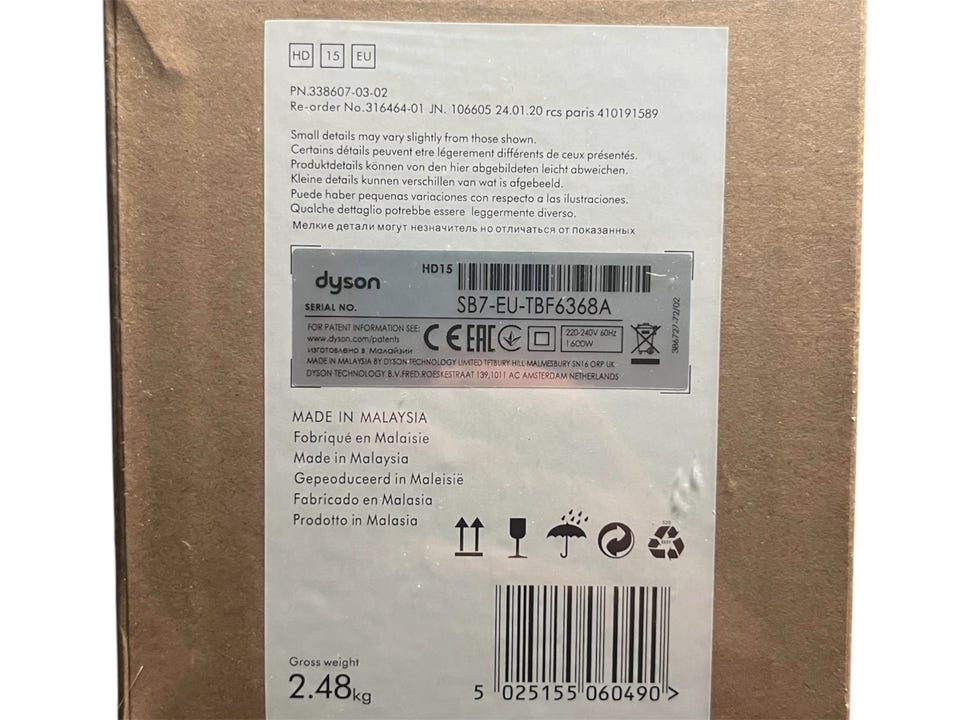 HD 15 EU
PN.338607-03-02
Re-order No.316464-01 JN. 106605 24.01.20 rcs paris 410191589
Small details may vary slightly from those shown.
Certains détails peuvent etre légerement différents de ceux présentés.
Produktdetails können von den hier abgebildeten leicht abweichen.
Kleine details kunnen verschillen van wat is afgebeeld.
Puede haber pequenas variaciones con respecto a las ilustraciones.
Qualche dettaglio potrebbe essere leggermente diverso.
Мелкие детали могут незначитель но отличаться от показанных
dyson
HD15
SERIAL NO.
SB7-EU-TBF6368A
FOR PATENT INFORMATION SEE:
www.dyson.com/patents
изготовлено в Малайзии
CE EAC
220-240V 60Hz
1600W
MADE IN MALAYSIA BY DYSON TECHNOLOGY LIMITED TFTBURY HILL MALMESBURY SN16 ORP UK
DYSON TECHNOLOGY B.V.FRED.ROESKESTRAAT 139,1011 AC AMSTERDAM NETHERLANDS
386727-72/02
MADE IN MALAYSIA
Fobriqué en Malaisie
Made in Malaysia
Gepeoduceerd in Maleisië
Fabricado en Malasia
Prodotto in Malasia
Gross weight
2.48kg
5 025155 060490 >